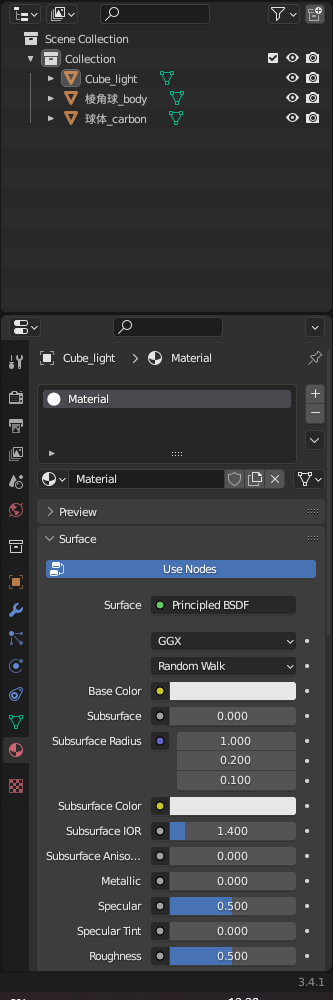 Scene Collection
Collection
Cube_light
棱角球_body
球体_carbon
Cube_light > Material
Material
Material
Preview
Surface
Use Nodes
Surface Principled BSDF
GGX
Random Walk
Base Color
Subsurface 0.000
Subsurface Radius 1.000
0.200
0.100
Subsurface Color
Subsurface IOR 1.400
Subsurface Aniso... 0.000
Metallic 0.000
Specular 0.500
Specular Tint 0.000
Roughness 0.500
3.4.1